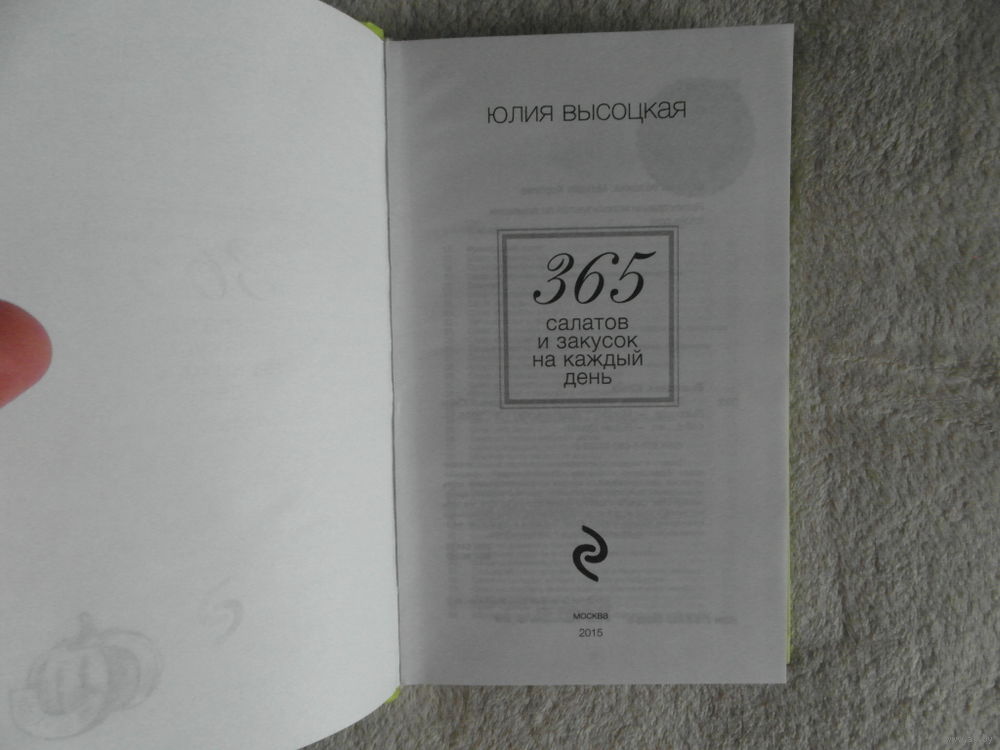 ЮЛИЯ ВЫСОЦКАЯ
365
салатов
и закусок
на каждый
день
МОСКВА
2015